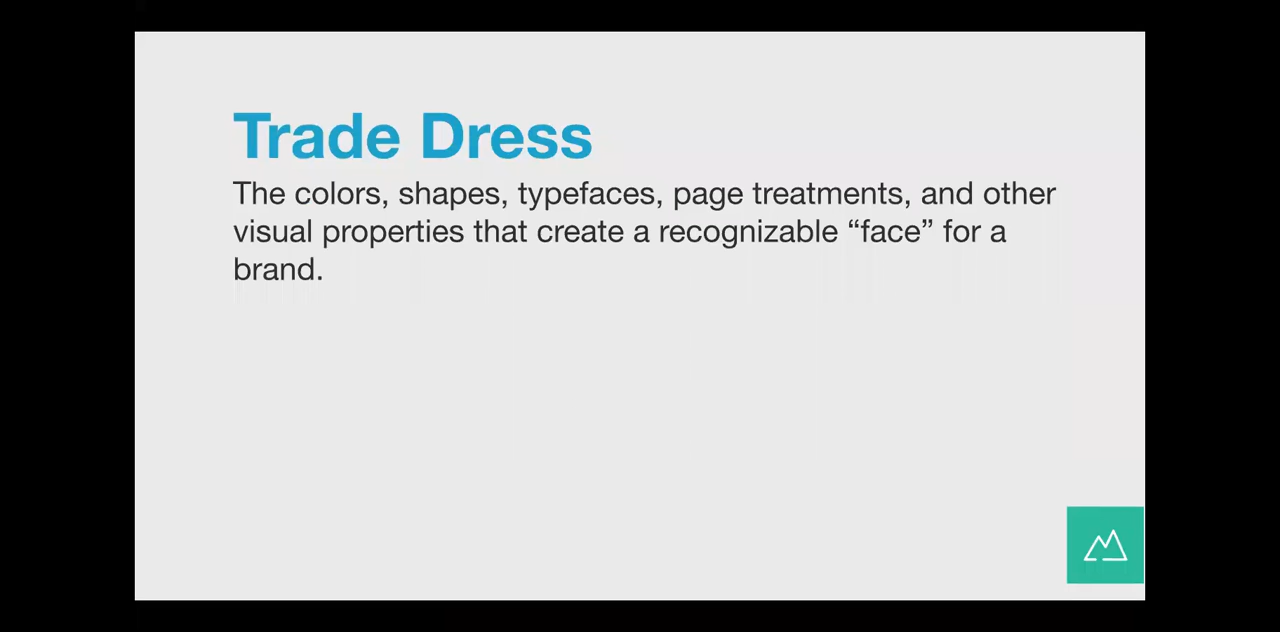 Trade Dress
The colors, shapes, typefaces, page treatments, and other
visual properties that create a recognizable “face” for a
brand.